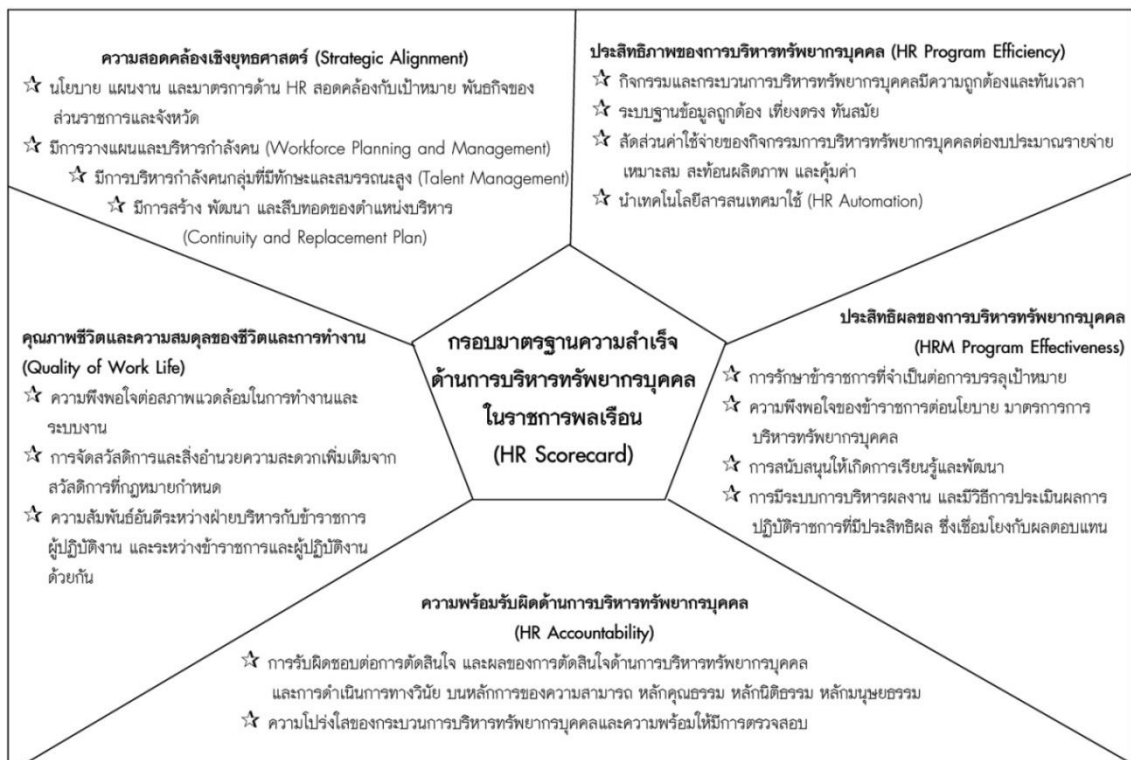 ความสอดคล้องเชิงยุทธศาสตร์ (Strategic Alignment)
☆ นโยบาย แผนงาน และมาตรการด้าน HR สอดคล้องกับเป้าหมาย พันธกิจของ
ส่วนราชการและจังหวัด
☆ มีการวางแผนและบริหารกำลังคน (Workforce Planning and Management)
☆ มีการบริหารกำลังคนกลุ่มที่มีทักษะและสมรรถนะสูง (Talent Management)
☆ มีการสร้าง พัฒนา และสืบทอดของตำแหน่งบริหาร
(Continuity and Replacement Plan)
ประสิทธิภาพของการบริหารทรัพยากรบุคคล (HR Program Efficiency)
☆ กิจกรรมและกระบวนการบริหารทรัพยากรบุคคลมีความถูกต้องและทันเวลา
☆ ระบบฐานข้อมูลถูกต้อง เที่ยงตรง ทันสมัย
☆ สัดส่วนค่าใช้จ่ายของกิจกรรมการบริหารทรัพยากรบุคคลต่องบประมาณรายจ่าย
เหมาะสม สะท้อนผลิตภาพ และคุ้มค่า
☆ นำเทคโนโลยีสารสนเทศมาใช้ (HR Automation)
คุณภาพชีวิตและความสมดุลของชีวิตและการทำงาน
(Quality of Work Life)
☆ ความพึงพอใจต่อสภาพแวดล้อมในการทำงานและ
ระบบงาน
☆ การจัดสวัสดิการและสิ่งอำนวยความสะดวกเพิ่มเติมจาก
สวัสดิการที่กฎหมายกำหนด
☆ ความสัมพันธ์อันดีระหว่างฝ่ายบริหารกับข้าราชการ
ผู้ปฏิบัติงาน และระหว่างข้าราชการและผู้ปฏิบัติงาน
ด้วยกัน
กรอบมาตรฐานความสำเร็จ
ด้านการบริหารทรัพยากรบุคคล
ในราชการพลเรือน
(HR Scorecard)
ประสิทธิผลของการบริหารทรัพยากรบุคคล
(HRM Program Effectiveness)
☆ การรักษาข้าราชการที่จำเป็นต่อการบรรลุเป้าหมาย
☆ ความพึงพอใจของข้าราชการต่อนโยบาย มาตรการการ
บริหารทรัพยากรบุคคล
☆ การสนับสนุนให้เกิดการเรียนรู้และพัฒนา
☆ การมีระบบการบริหารผลงาน และมีวิธีการประเมินผลการ
ปฏิบัติราชการที่มีประสิทธิผล ซึ่งเชื่อมโยงกับผลตอบแทน
ความพร้อมรับผิดด้านการบริหารทรัพยากรบุคคล
(HR Accountability)
☆ การรับผิดชอบต่อการตัดสินใจ และผลของการตัดสินใจด้านการบริหารทรัพยากรบุคคล
และการดำเนินการทางวินัย บนหลักการของความสามารถ หลักคุณธรรม หลักนิติธรรม หลักมนุษยธรรม
☆ ความโปร่งใสของกระบวนการบริหารทรัพยากรบุคคลและความพร้อมให้มีการตรวจสอบ